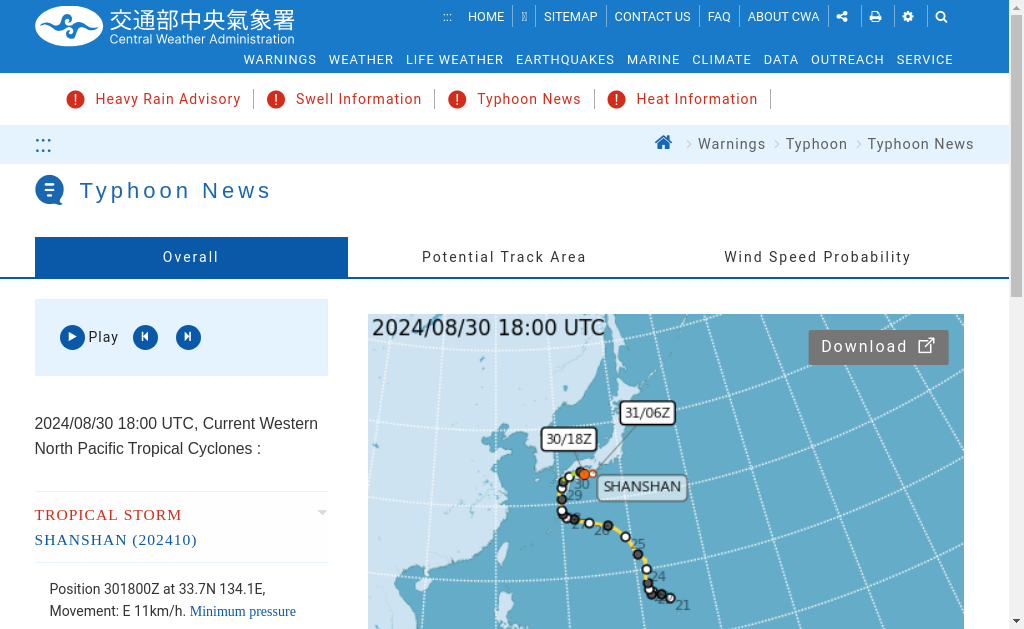 交通部中央氣象署
Central Weather Administration
::: HOME SITEMAP CONTACT US FAQ ABOUT CWA
WARNINGS WEATHER LIFE WEATHER EARTHQUAKES MARINE CLIMATE DATA OUTREACH SERVICE
Heavy Rain Advisory Swell Information Typhoon News Heat Information
:::
Warnings Typhoon Typhoon News
Typhoon News
Overall Potential Track Area Wind Speed Probability
Play
2024/08/30 18:00 UTC, Current Western
North Pacific Tropical Cyclones :
TROPICAL STORM
SHANSHAN (202410)
Position 301800Z at 33.7N 134.1E,
Movement: E 11km/h. Minimum pressure
2024/08/30 18:00 UTC
Download
31/06Z
30/18Z
SHANSHAN
30
29
26
25
24
21